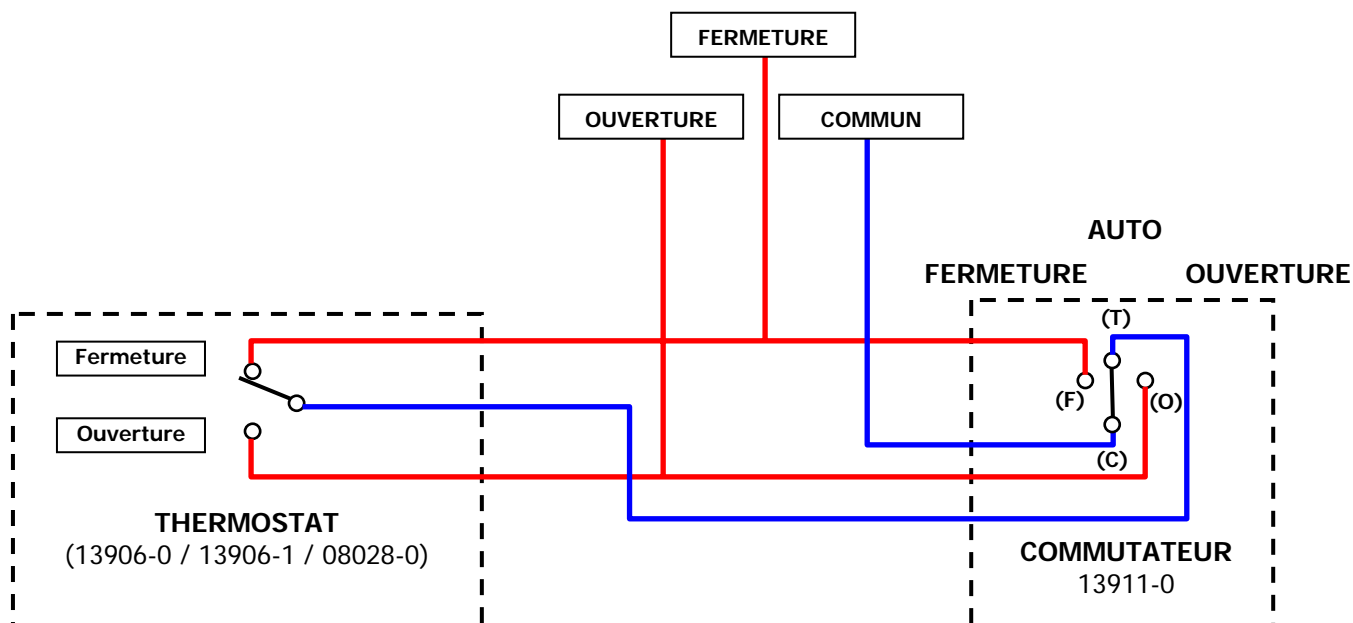 FERMETURE
OUVERTURE
COMMUN
AUTO
FERMETURE
OUVERTURE
(T)
Fermeture
(F)
(O)
Ouverture
(C)
THERMOSTAT
(13906-0 / 13906-1 / 08028-0)
COMMUTATEUR
13911-0